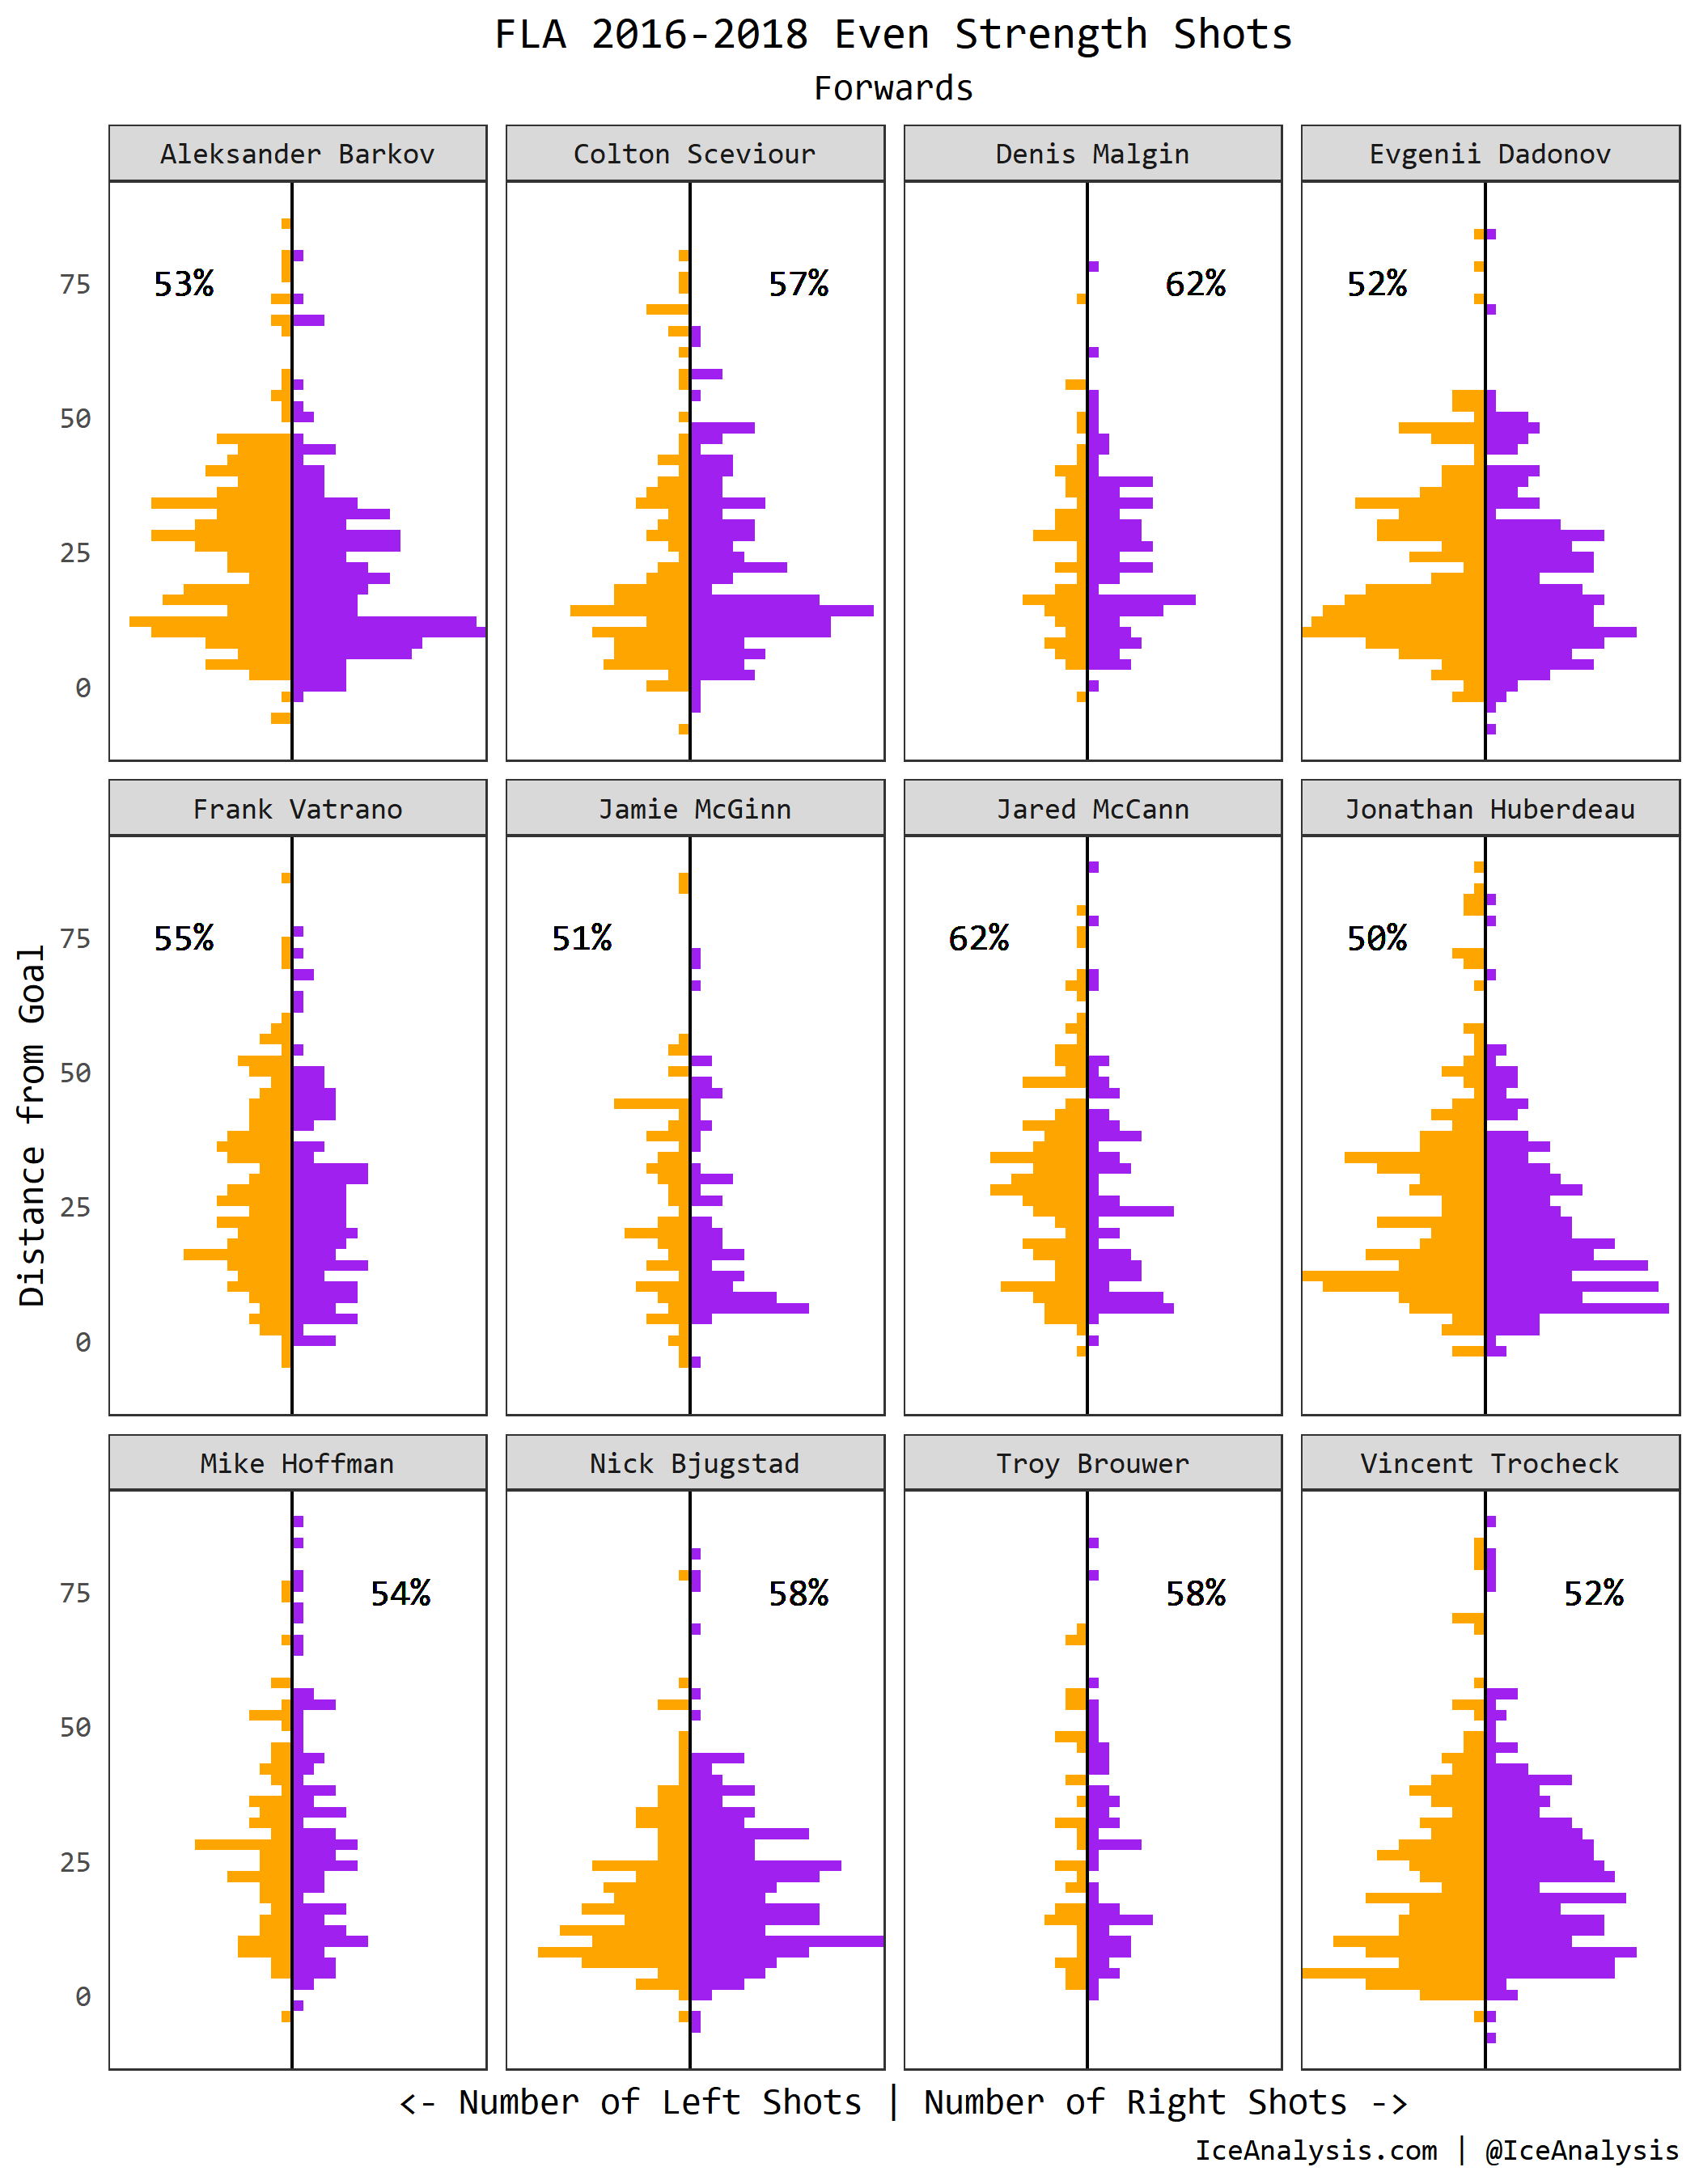 FLA 2016-2018 Even Strength Shots
Forwards
Aleksander Barkov
Colton Sceviour
Denis Malgin
Evgenii Dadonov
75
53%
57%
62%
52%
50
25
0
Frank Vatrano
Jamie McGinn
Jared McCann
Jonathan Huberdeau
75
55%
51%
62%
50%
50
25
0
Distance from Goal
Mike Hoffman
Nick Bjugstad
Troy Brouwer
Vincent Trocheck
75
54%
58%
58%
52%
50
25
0
<- Number of Left Shots | Number of Right Shots ->
IceAnalysis.com | @IceAnalysis